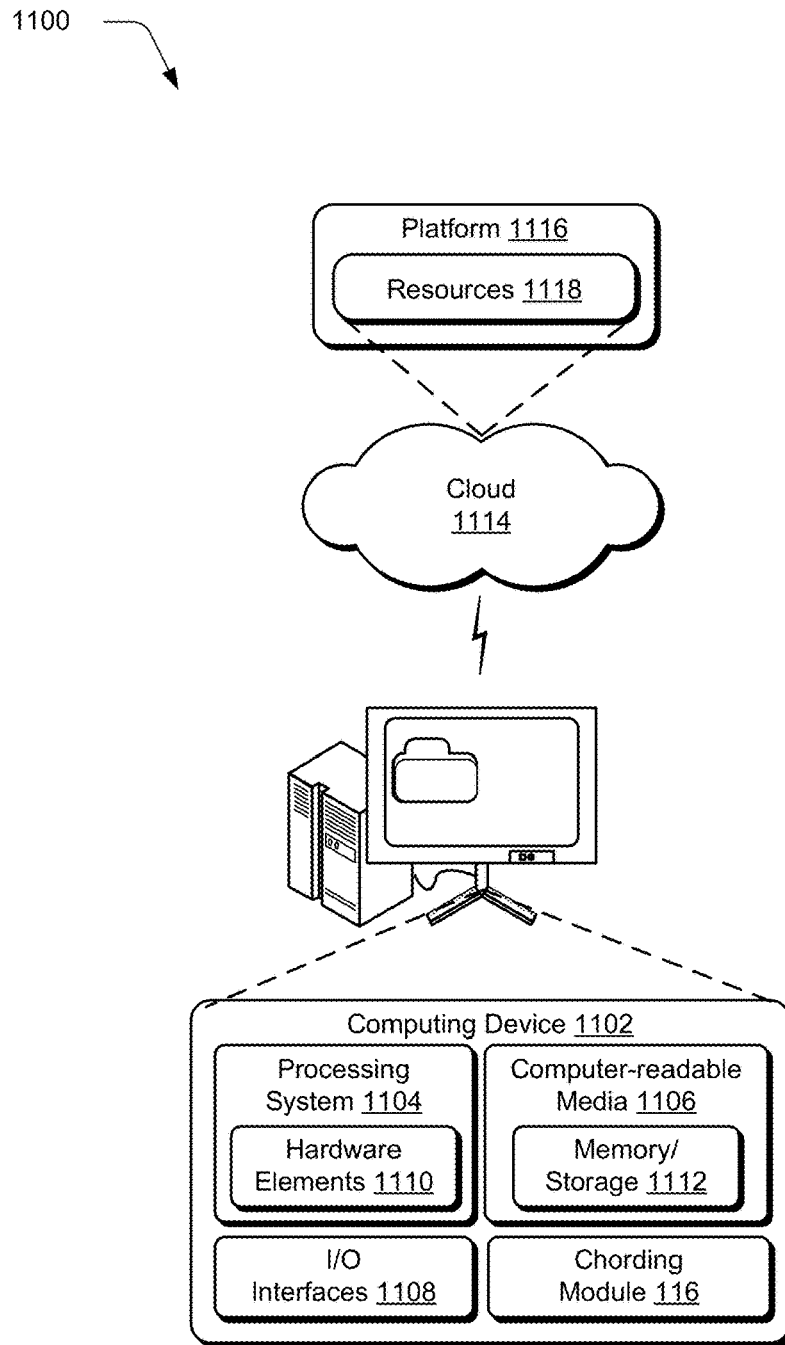 1100
Platform 1116
Resources 1118
Cloud
1114
Computing Device 1102
Processing
System 1104
Hardware
Elements 1110
Computer-readable
Media 1106
Memory/
Storage 1112
I/O
Interfaces 1108
Chording
Module 116